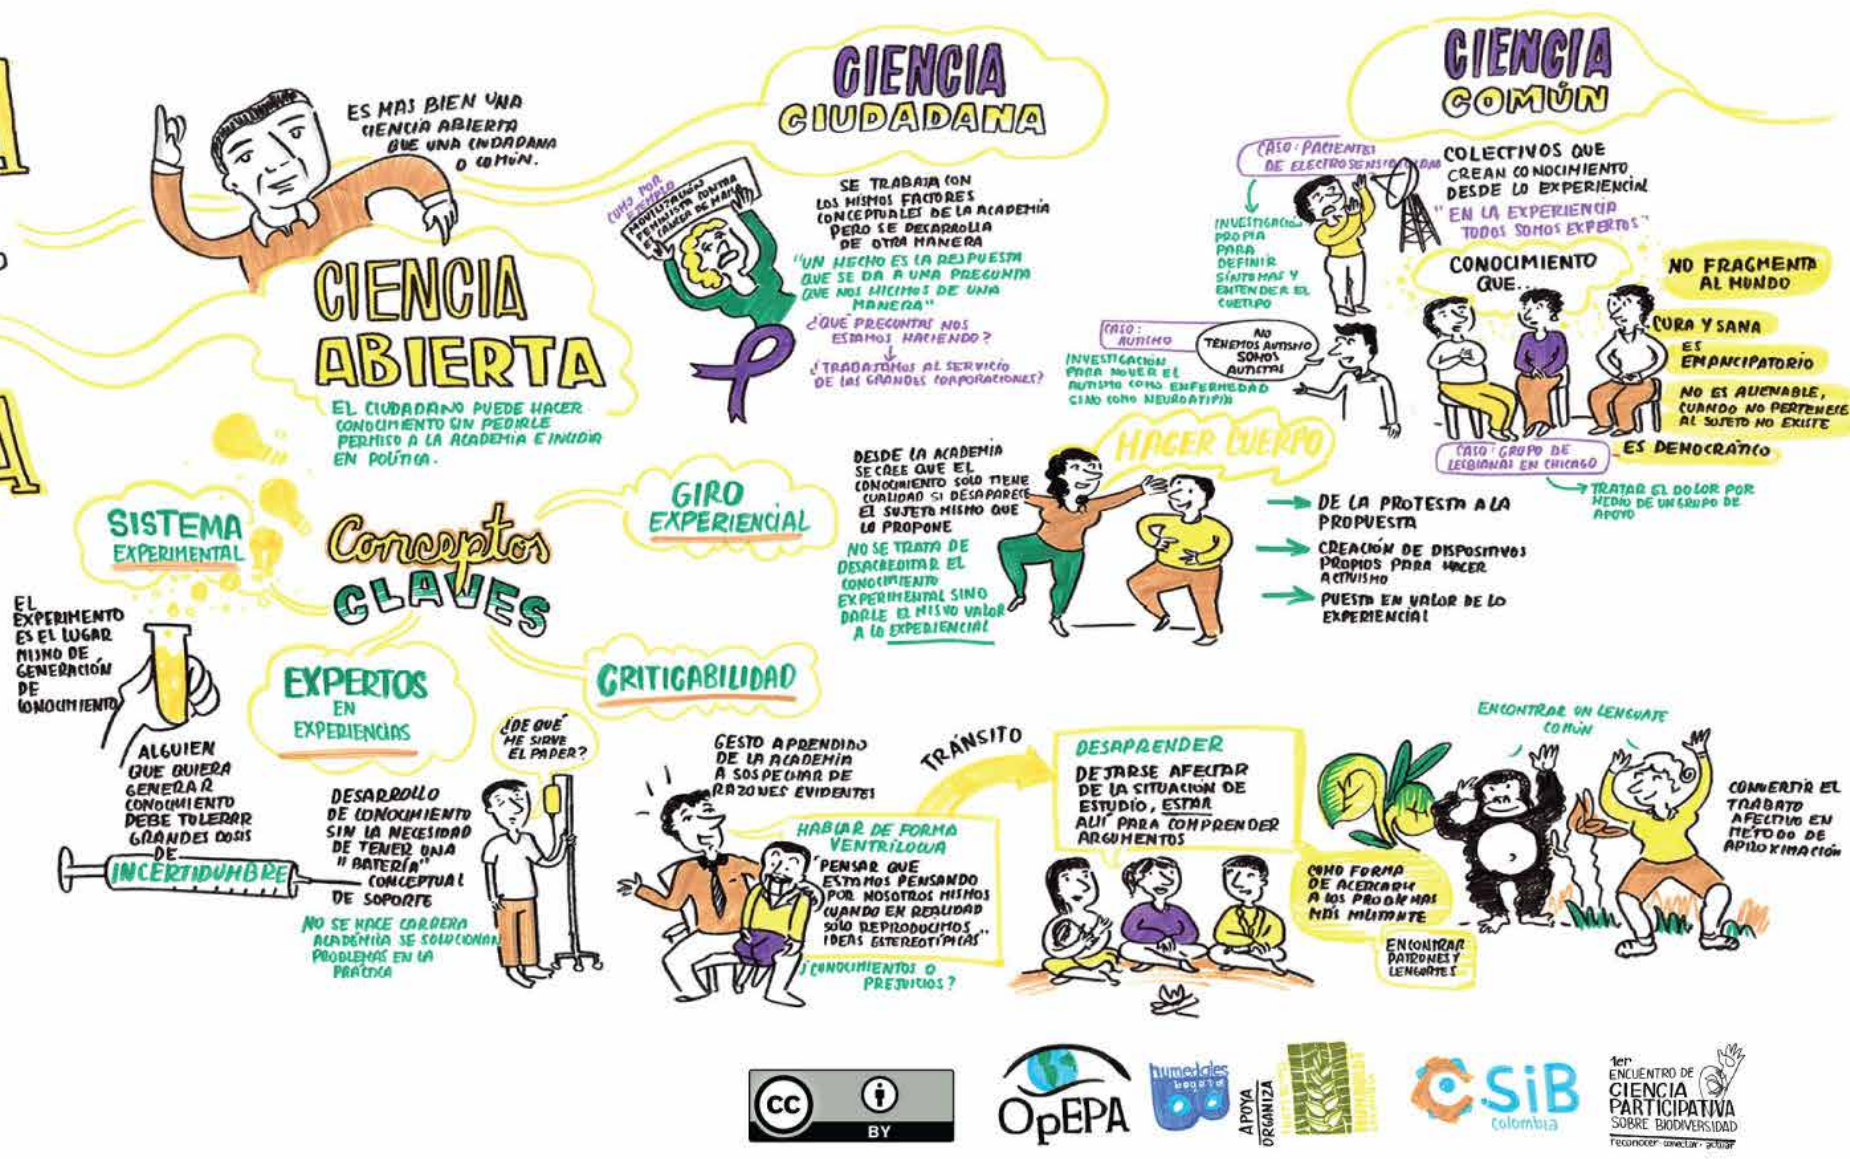 ES MAS BIEN UNA
CIENCIA ABIERTA
QUE UNA CIUDADANA
O COMÚN.
CIENCIA
ABIERTA
EL CIUDADANO PUEDE HACER
CONOCIMIENTO SIN PEDIRLE
PERMISO A LA ACADEMIA E INCIDIR
EN POLÍTICA.
CIENCIA
CIUDADANA
COMO POR
EJEMPLO
MOVILIZACIÓN
FEMINISTA CONTRA
EL CANCER DE MAMA
SE TRABAJA CON
LOS MISMOS FACTORES
CONCEPTUALES DE LA ACADEMIA
PERO SE DESARROLLA
DE OTRA MANERA
"UN HECHO ES LA RESPUESTA
QUE SE DA A UNA PREGUNTA
QUE NOS HICIMOS DE UNA
MANERA"
¿QUÉ PREGUNTAS NOS
ESTAMOS HACIENDO?
¿TRABAJAMOS AL SERVICIO
DE LAS GRANDES CORPORACIONES?
CIENCIA
COMÚN
CASO: PACIENTES
DE ELECTROSENSIBILIDAD
INVESTIGACIÓN
PROPIA
PARA
DEFINIR
SÍNTOMAS Y
ENTENDER EL
CUERPO
COLECTIVOS QUE
CREAN CONOCIMIENTO
DESDE LO EXPERIENCIAL
"EN LA EXPERIENCIA
TODOS SOMOS EXPERTOS"
CONOCIMIENTO
QUE...
NO FRAGMENTA
AL MUNDO
CURA Y SANA
ES
EMANCIPATORIO
NO ES ALIENABLE,
CUANDO NO PERTENECE
AL SUJETO NO EXISTE
ES DEMOCRÁTICO
CASO:
AUTISMO
NO
TENEMOS AUTISMO
SOMOS
AUTISTAS
INVESTIGACIÓN
PARA MOVER EL
AUTISMO COMO ENFERMEDAD
SINO COMO NEUROATIPIA
CASO: GRUPO DE
LESBIANAS EN CHICAGO
TRATAR EL DOLOR POR
MEDIO DE UN GRUPO DE
APOYO
Conceptos
CLAVES
SISTEMA
EXPERIMENTAL
EL
EXPERIMENTO
ES EL LUGAR
MISMO DE
GENERACIÓN
DE
CONOCIMIENTO
ALGUIEN
QUE QUIERA
GENERAR
CONOCIMIENTO
DEBE TOLERAR
GRANDES DOSIS
DE
INCERTIDUMBRE
GIRO
EXPERIENCIAL
DESDE LA ACADEMIA
SE CREE QUE EL
CONOCIMIENTO SOLO TIENE
CUALIDAD SI DESAPARECE
EL SUJETO MISMO QUE
LO PROPONE
NO SE TRATA DE
DESACREDITAR EL
CONOCIMIENTO
EXPERIMENTAL SINO
DARLE EL MISMO VALOR
A LO EXPERIENCIAL
HACER CUERPO
DE LA PROTESTA A LA
PROPUESTA
CREACIÓN DE DISPOSITIVOS
PROPIOS PARA HACER
ACTIVISMO
PUESTA EN VALOR DE LO
EXPERIENCIAL
EXPERTOS
EN
EXPERIENCIAS
DESARROLLO
DE CONOCIMIENTO
SIN LA NECESIDAD
DE TENER UNA
"BATERÍA"
CONCEPTUAL
DE SOPORTE
NO SE HACE CARRERA
ACADÉMICA SE SOLUCIONAN
PROBLEMAS EN LA
PRÁCTICA
¿DE QUÉ
ME SIRVE
EL PAPER?
CRITICABILIDAD
GESTO APRENDIDO
DE LA ACADEMIA
A SOSPECHAR DE
RAZONES EVIDENTES
HABLAR DE FORMA
VENTRÍLOCUA
"PENSAR QUE
ESTAMOS PENSANDO
POR NOSOTROS MISMOS
CUANDO EN REALIDAD
SOLO REPRODUCIMOS
IDEAS ESTEREOTÍPICAS"
¿CONOCIMIENTOS O
PREJUICIOS?
TRÁNSITO
DESAPRENDER
DEJARSE AFECTAR
DE LA SITUACIÓN DE
ESTUDIO, ESTAR
ALLÍ PARA COMPRENDER
ARGUMENTOS
COMO FORMA
DE ACERCARSE
A LOS PROBLEMAS
MÁS MILITANTE
ENCONTRAR
PATRONES Y
LENGUAJES
ENCONTRAR UN LENGUAJE
COMÚN
CONVERTIR EL
TRABAJO
AFECTIVO EN
MÉTODO DE
APROXIMACIÓN
CC
BY
OpEPA
humedales
bogotá
APOYA
ORGANIZA
SiB
Colombia
1er
ENCUENTRO DE
CIENCIA
PARTICIPATIVA
SOBRE BIODIVERSIDAD
reconocer · conectar · actuar